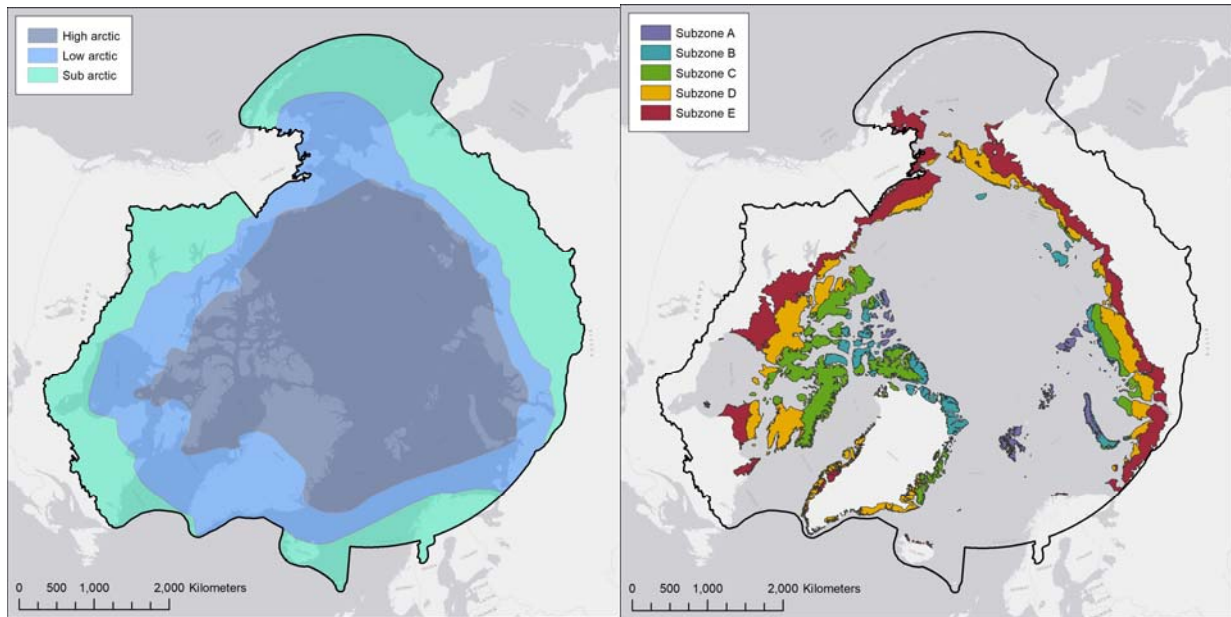 High arctic
Low arctic
Sub arctic
0 500 1,000 2,000 Kilometers
Subzone A
Subzone B
Subzone C
Subzone D
Subzone E
0 500 1,000 2,000 Kilometers